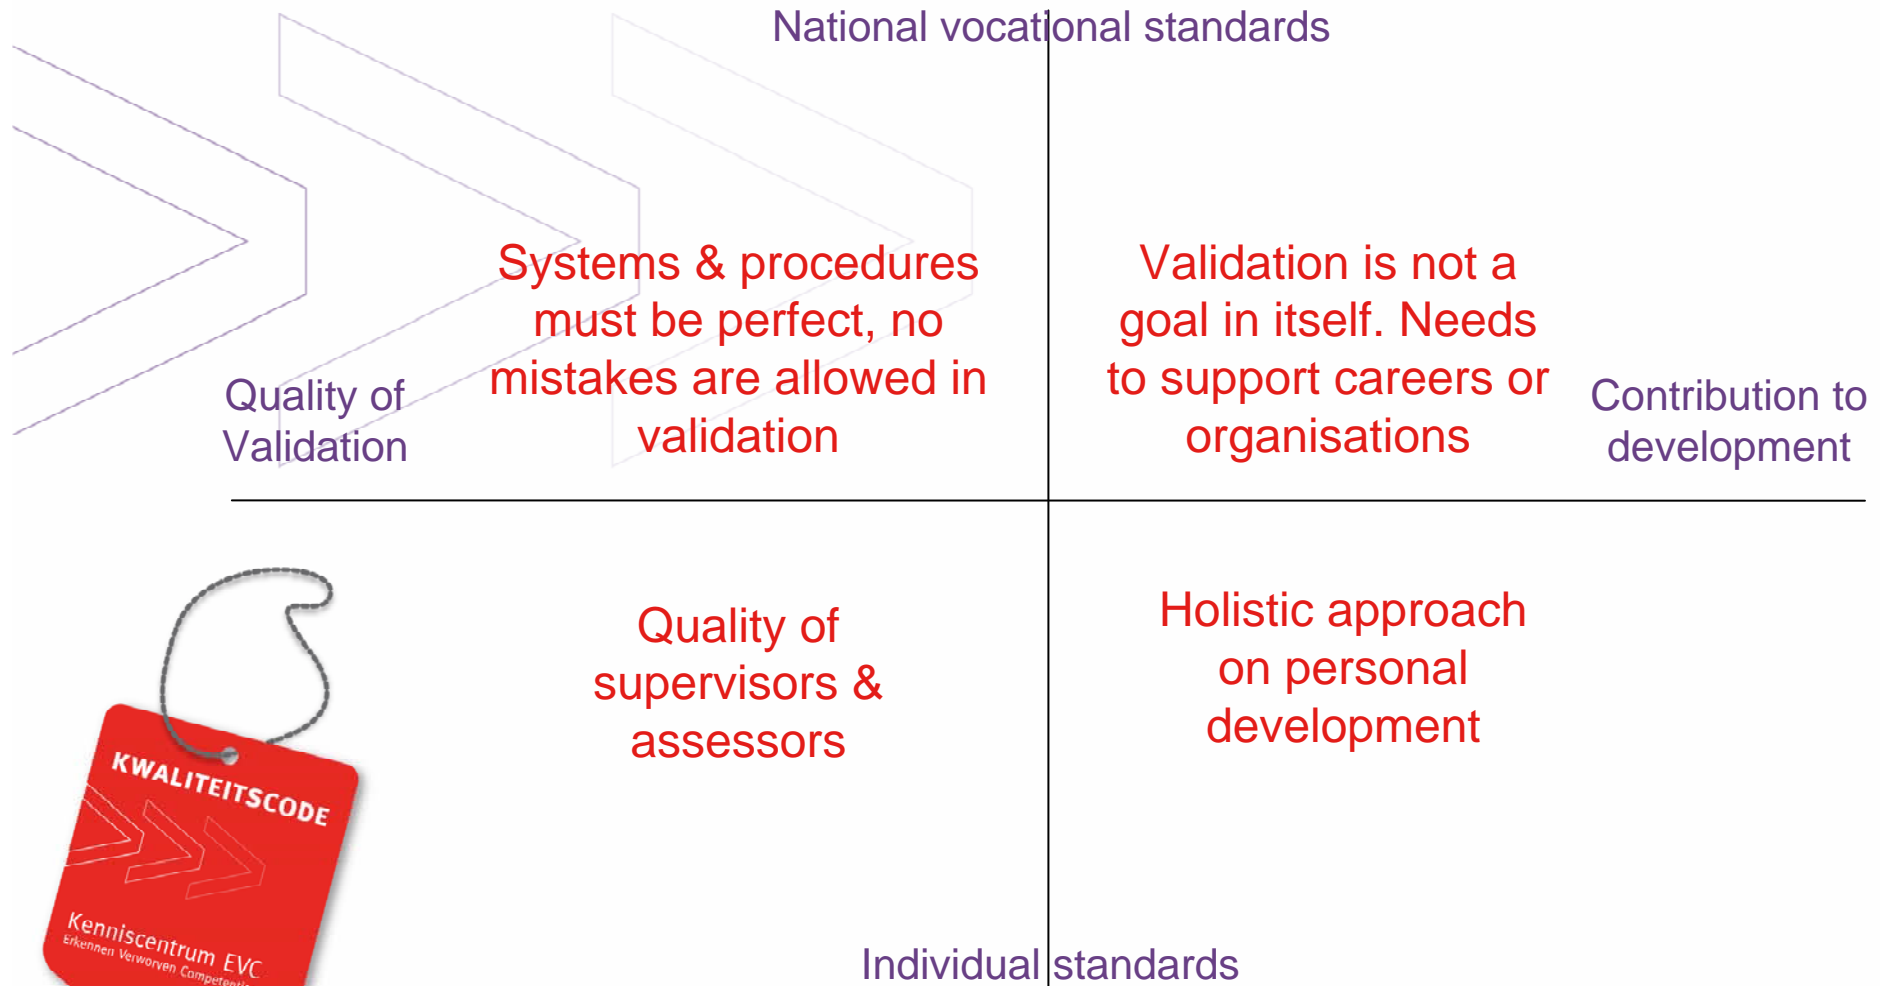 National vocational standards
Systems & procedures
must be perfect, no
mistakes are allowed in
validation
Validation is not a
goal in itself. Needs
to support careers or
organisations
Quality of
Validation
Contribution to
development
Quality of
supervisors &
assessors
Holistic approach
on personal
development
KWALITEITSCODE
Kenniscentrum EVC
Erkennen Verworven
Individual standards